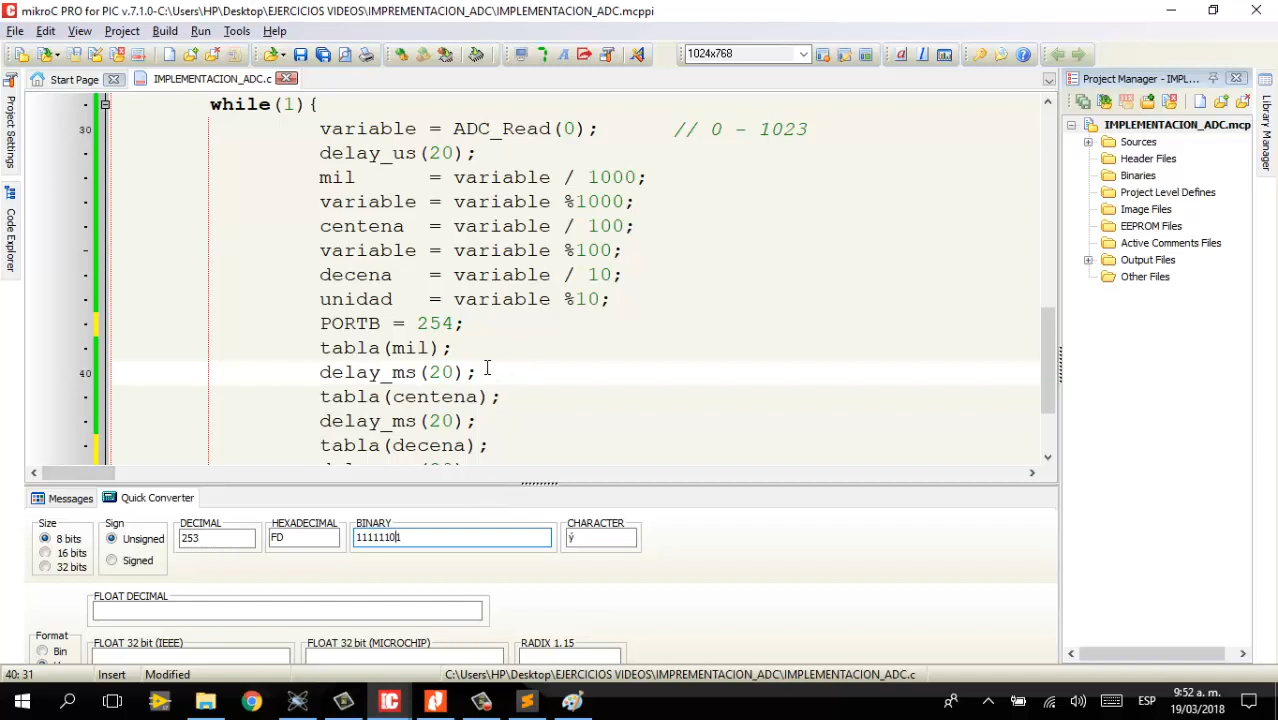 mikroC PRO for PIC v.7.1.0-C:\Users\HP\Desktop\EJERCICIOS VIDEOS\IMPREMENTACION_ADC\IMPLEMENTACION_ADC.mcppi
File Edit View Project Build Run Tools Help
1024x768
Start Page IMPLEMENTACION_ADC.c
Project Manager - IMPL...
Project Settings
Code Explorer
Library Manager
while(1){
30 variable = ADC_Read(0); // 0 - 1023
delay_us(20);
mil = variable / 1000;
variable = variable %1000;
centena = variable / 100;
variable = variable %100;
decena = variable / 10;
unidad = variable %10;
PORTB = 254;
tabla(mil);
40 delay_ms(20);
tabla(centena);
delay_ms(20);
tabla(decena);
IMPLEMENTACION_ADC.mcp
Sources
Header Files
Binaries
Project Level Defines
Image Files
EEPROM Files
Active Comments Files
Output Files
Other Files
Messages Quick Converter
Size Sign DECIMAL HEXADECIMAL BINARY CHARACTER
8 bits Unsigned 253 FD 11111101 ý
16 bits
32 bits Signed
FLOAT DECIMAL
Format FLOAT 32 bit (IEEE) FLOAT 32 bit (MICROCHIP) RADIX 1.15
Bin
40: 31 Insert Modified C:\Users\HP\Desktop\EJERCICIOS VIDEOS\IMPREMENTACION_ADC\IMPLEMENTACION_ADC.c
ESP 9:52 a. m.
19/03/2018